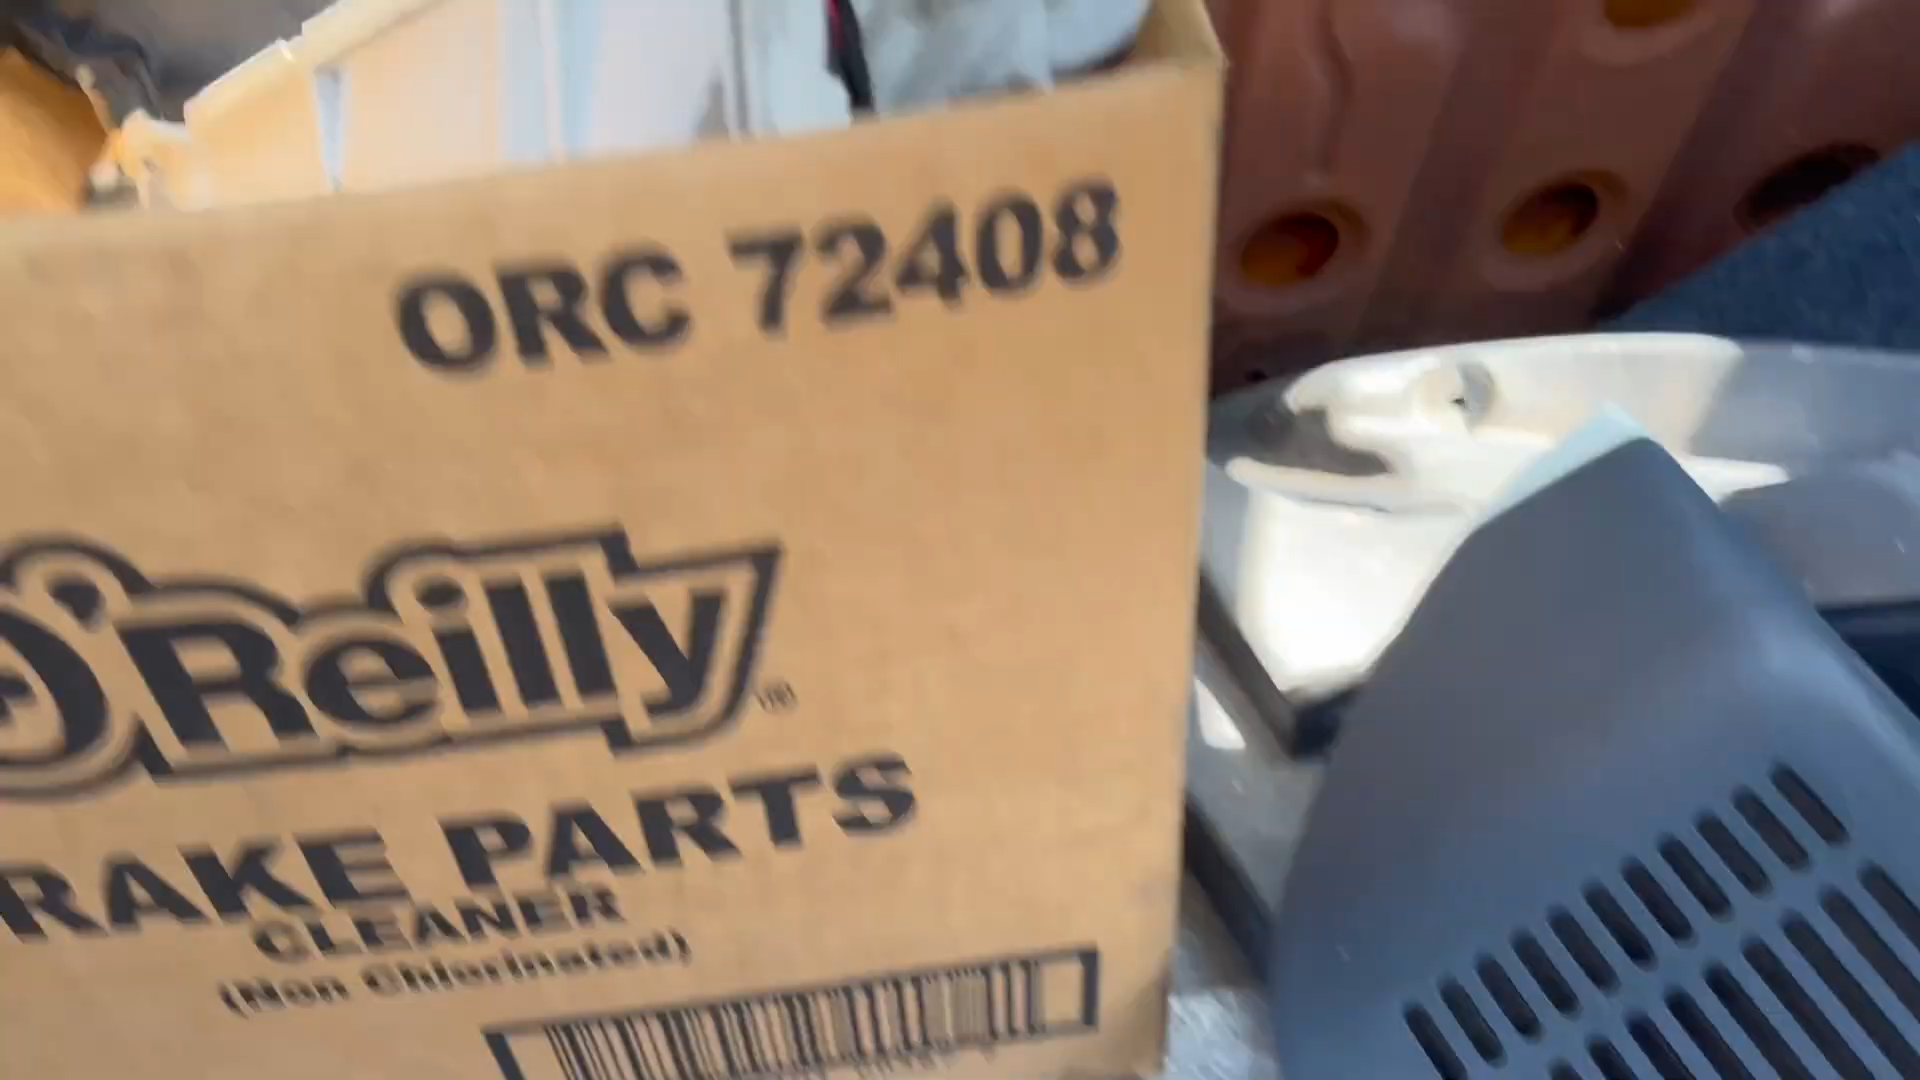 ORC 72408
O'Reilly®
RAKE PARTS
CLEANER
(Non Chlorinated)